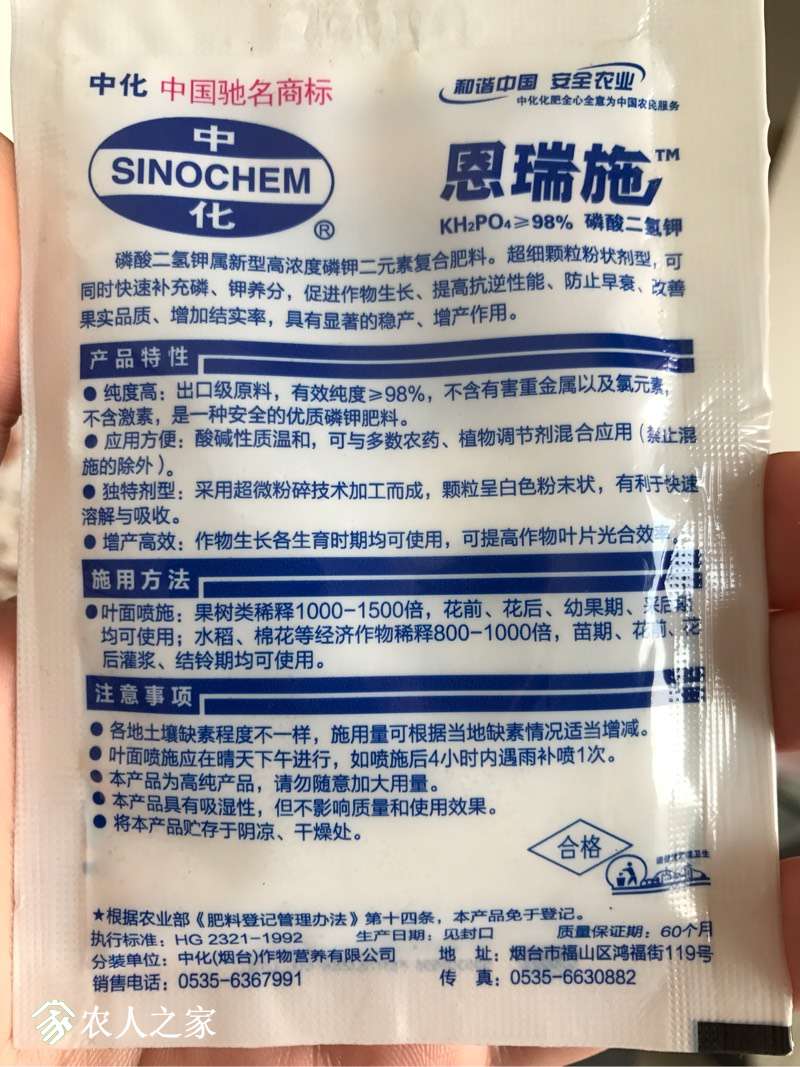 中化 中国驰名商标
和谐中国 安全农业
中化化肥全心全意为中国农民服务
中
SINOCHEM
化
®
恩瑞施™
KH₂PO₄≥98% 磷酸二氢钾
磷酸二氢钾属新型高浓度磷钾二元素复合肥料。超细颗粒粉状剂型，可
同时快速补充磷、钾养分，促进作物生长、提高抗逆性能、防止早衰、改善
果实品质、增加结实率，具有显著的稳产、增产作用。
产品特性
● 纯度高：出口级原料，有效纯度≥98%，不含有害重金属以及氯元素，
不含激素，是一种安全的优质磷钾肥料。
● 应用方便：酸碱性质温和，可与多数农药、植物调节剂混合应用（禁止混
施的除外）。
● 独特剂型：采用超微粉碎技术加工而成，颗粒呈白色粉末状，有利于快速
溶解与吸收。
● 增产高效：作物生长各生育时期均可使用，可提高作物叶片光合效率。
施用方法
● 叶面喷施：果树类稀释1000-1500倍，花前、花后、幼果期、
均可使用；水稻、棉花等经济作物稀释800-1000倍，苗期、花前、花
后灌浆、结铃期均可使用。
注意事项
● 各地土壤缺素程度不一样，施用量可根据当地缺素情况适当增减。
● 叶面喷施应在晴天下午进行，如喷施后4小时内遇雨补喷1次。
● 本产品为高纯产品，请勿随意加大用量。
● 本产品具有吸湿性，但不影响质量和使用效果。
● 将本产品贮存于阴凉、干燥处。
合格
★根据农业部《肥料登记管理办法》第十四条，本产品免于登记。
执行标准：HG 2321-1992 生产日期：见封口 质量保证期：60个月
分装单位：中化(烟台)作物营养有限公司 地 址：烟台市福山区鸿福街119号
销售电话：0535-6367991 传 真：0535-6630882
农人之家